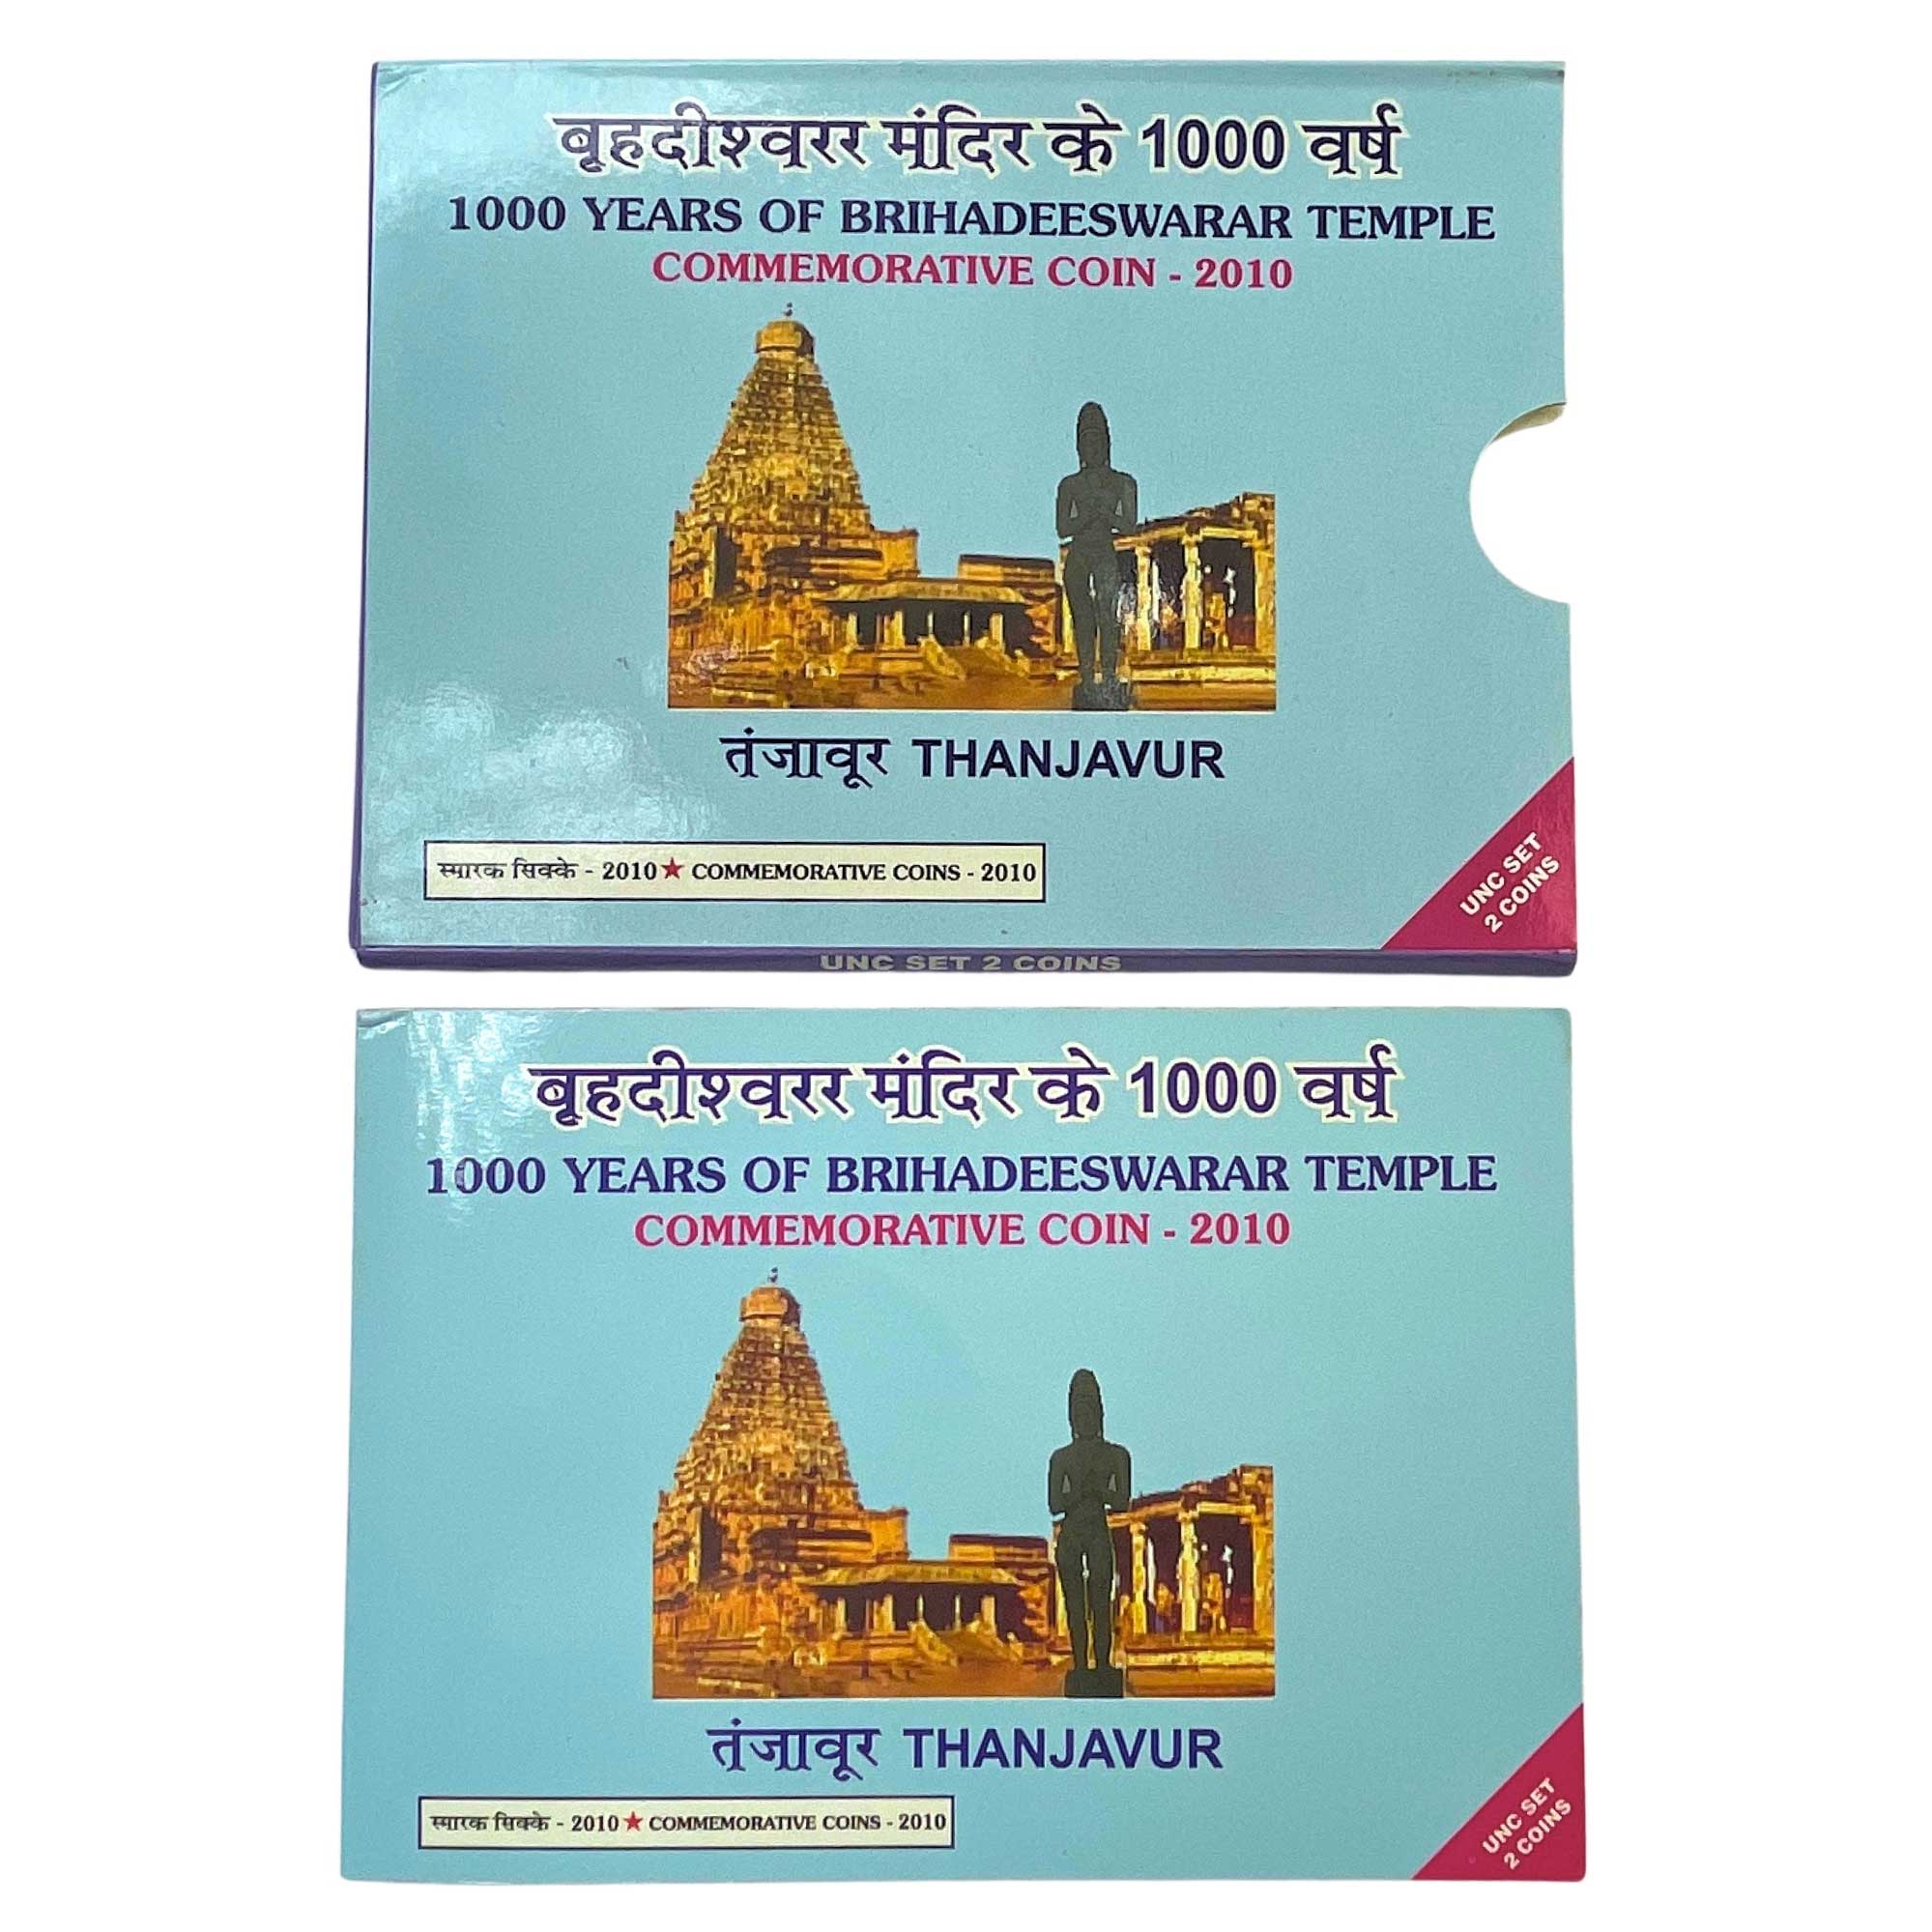 बृहदीश्वरर मंदिर के 1000 वर्ष
1000 YEARS OF BRIHADEESWARAR TEMPLE
COMMEMORATIVE COIN - 2010
तंजावूर THANJAVUR
स्मारक सिक्के - 2010 ★ COMMEMORATIVE COINS - 2010
UNC SET
2 COINS
UNC SET 2 COINS
बृहदीश्वरर मंदिर के 1000 वर्ष
1000 YEARS OF BRIHADEESWARAR TEMPLE
COMMEMORATIVE COIN - 2010
तंजावूर THANJAVUR
स्मारक सिक्के - 2010 ★ COMMEMORATIVE COINS - 2010
UNC SET
2 COINS